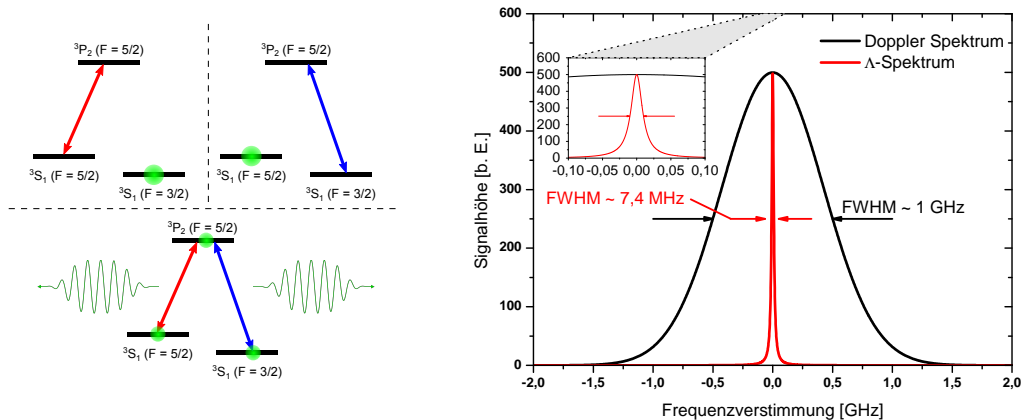 ³P₂ (F = 5/2)
³P₂ (F = 5/2)
³S₁ (F = 5/2)
³S₁ (F = 3/2)
³S₁ (F = 5/2)
³S₁ (F = 3/2)
³P₂ (F = 5/2)
³S₁ (F = 5/2)
³S₁ (F = 3/2)
Signalhöhe [b. E.]
600
500
400
300
200
100
0
-2,0
-1,5
-1,0
-0,5
0,0
0,5
1,0
1,5
2,0
Frequenzverstimmung [GHz]
Doppler Spektrum
Λ-Spektrum
600
500
400
300
200
100
0
-0,10
-0,05
0,00
0,05
0,10
FWHM ~ 7,4 MHz
FWHM ~ 1 GHz